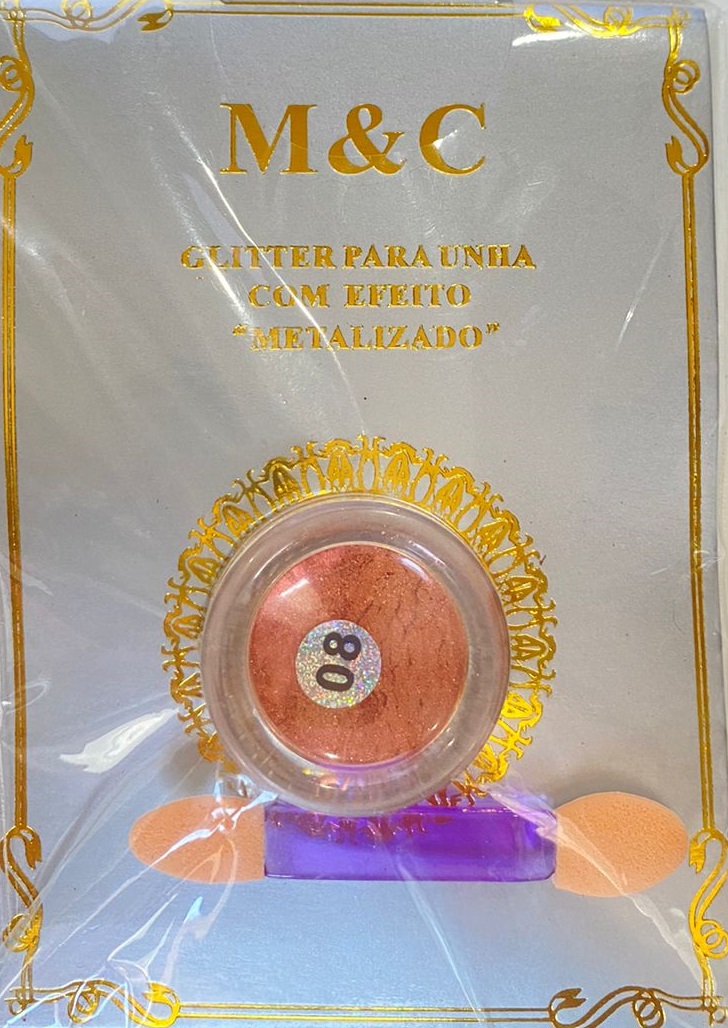 M&C
GLITTER PARA UNHA
COM EFEITO
“METALIZADO”
08